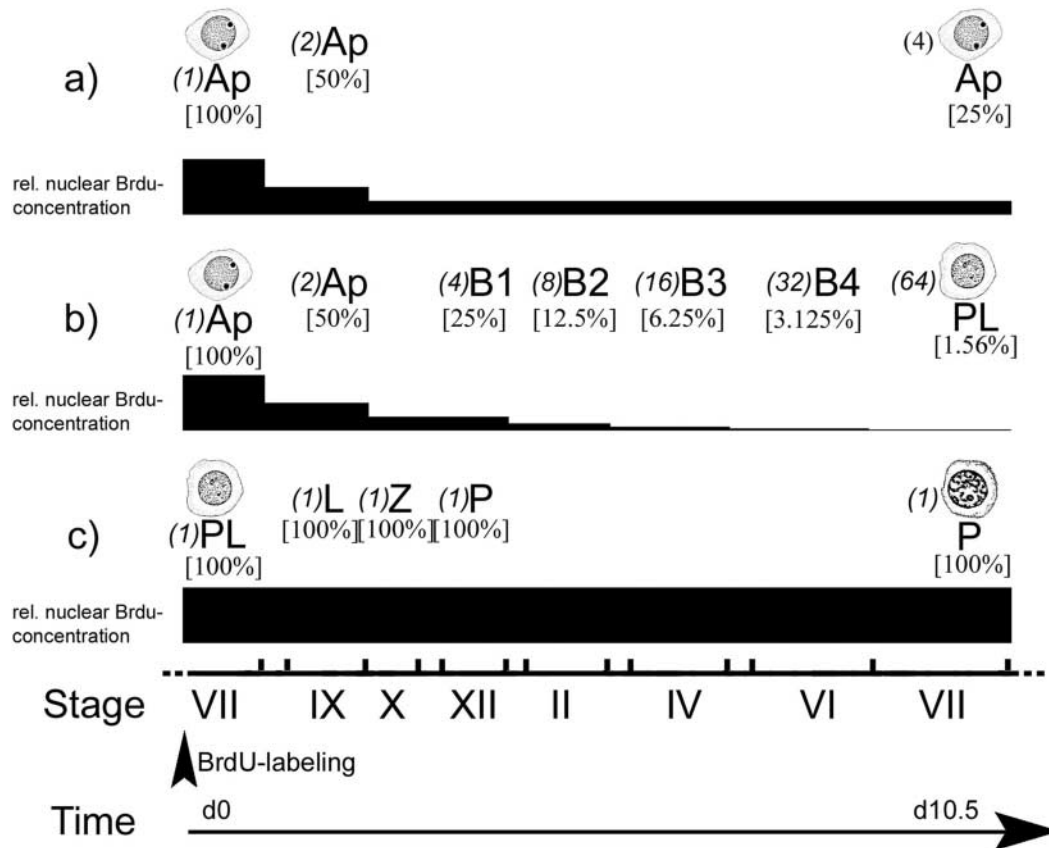 a)
(1)Ap
[100%]
(2)Ap
[50%]
(4)
Ap
[25%]
rel. nuclear Brdu-
concentration
b)
(1)Ap
[100%]
(2)Ap
[50%]
(4)B1
[25%]
(8)B2
[12.5%]
(16)B3
[6.25%]
(32)B4
[3.125%]
(64)
PL
[1.56%]
rel. nuclear Brdu-
concentration
c)
(1)PL
[100%]
(1)L
[100%]
(1)Z
[100%]
(1)P
[100%]
(1)
P
[100%]
rel. nuclear Brdu-
concentration
Stage VII IX X XII II IV VI VII
BrdU-labeling
Time d0 d10.5